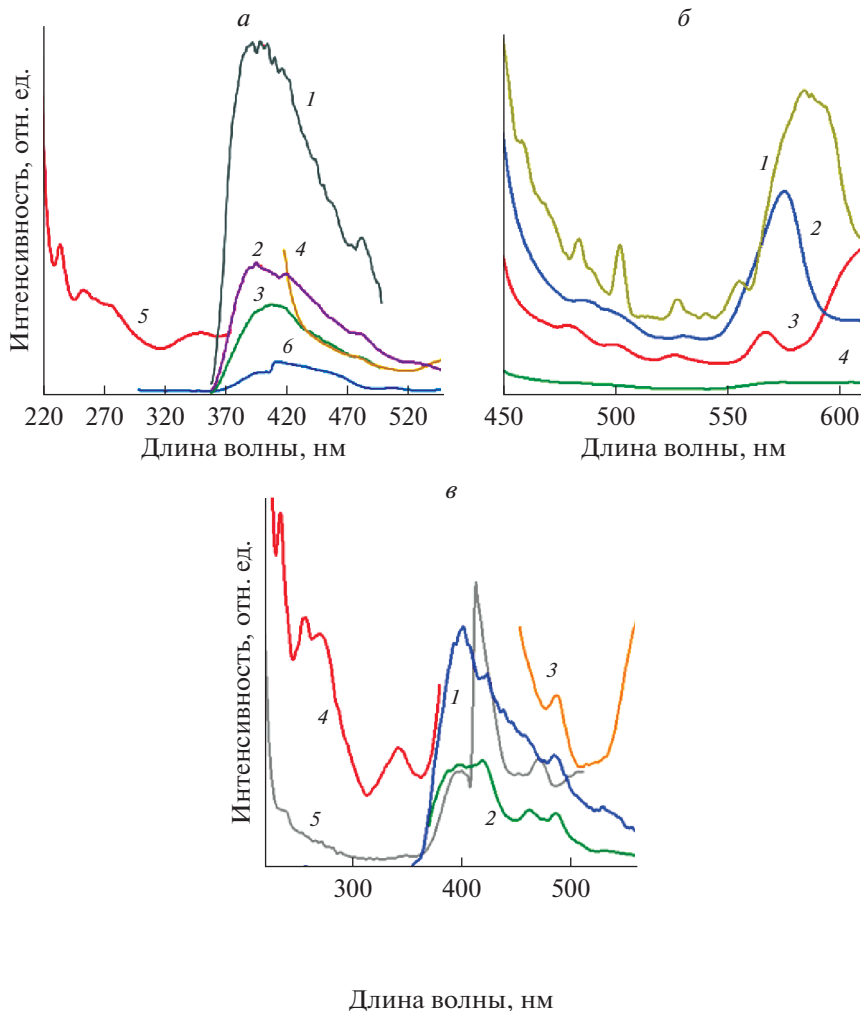 а
Интенсивность, отн. ед.
1
2
4
3
5
6
220 270 320 370 420 470 520
Длина волны, нм
б
1
2
3
4
450 500 550 600
Длина волны, нм
в
Интенсивность, отн. ед.
3
1
4
5
2
300 400 500
Длина волны, нм